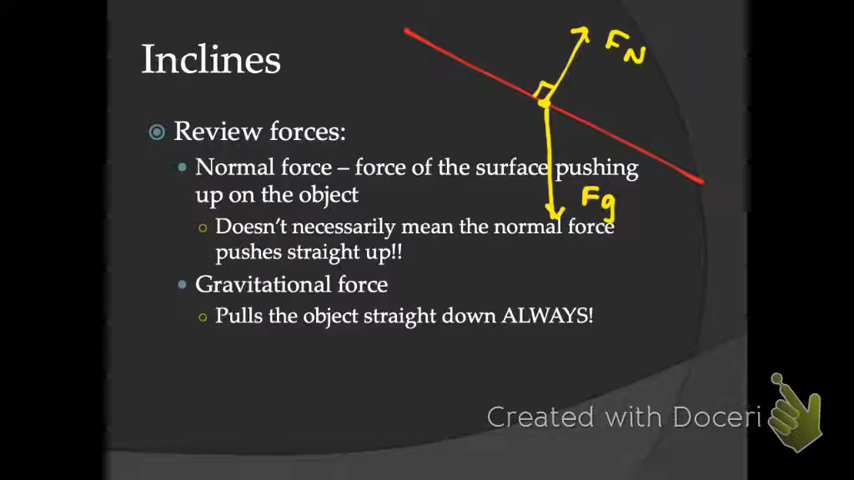 Inclines
F_N
Review forces:
Normal force – force of the surface pushing
up on the object
Fg
Doesn't necessarily mean the normal force
pushes straight up!!
Gravitational force
Pulls the object straight down ALWAYS!
Created with Doceri